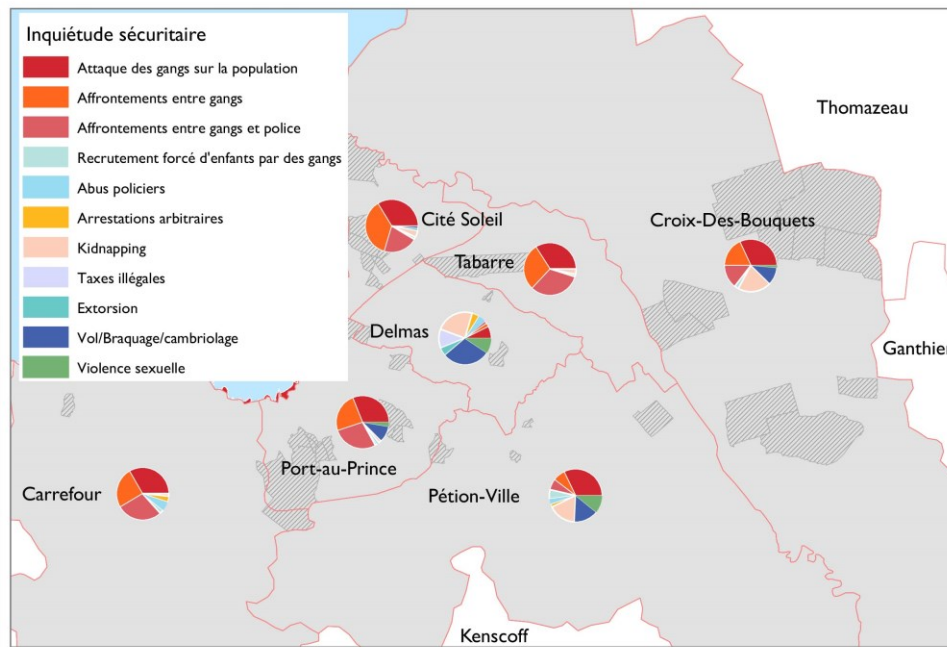 Inquiétude sécuritaire
Attaque des gangs sur la population
Affrontements entre gangs
Affrontements entre gangs et police
Recrutement forcé d'enfants par des gangs
Abus policiers
Arrestations arbitraires
Kidnapping
Taxes illégales
Extorsion
Vol/Braquage/cambriolage
Violence sexuelle
Thomazeau
Cité Soleil
Croix-Des-Bouquets
Tabarre
Delmas
Ganthier
Port-au-Prince
Carrefour
Pétion-Ville
Kenscoff